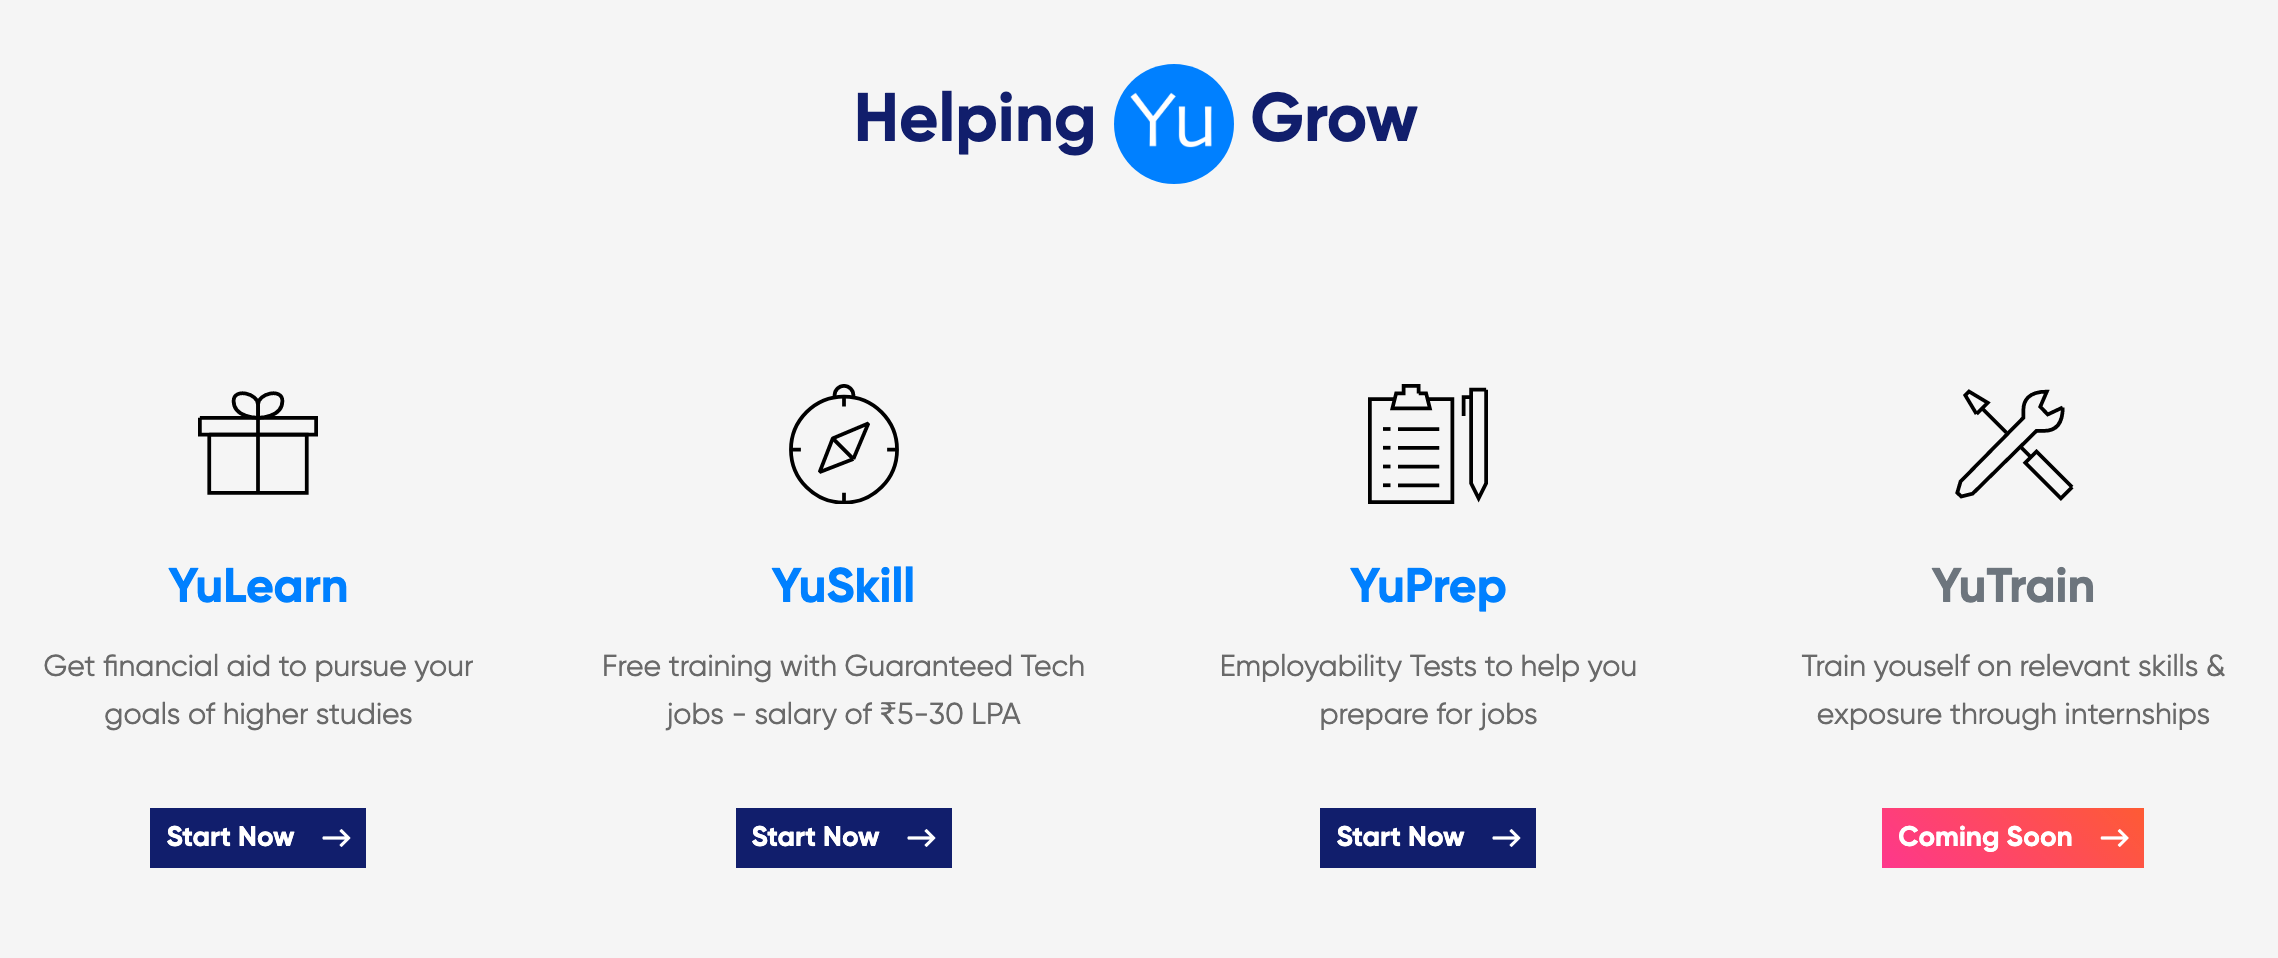 Helping Yu Grow
YuLearn
Get financial aid to pursue your
goals of higher studies
Start Now
YuSkill
Free training with Guaranteed Tech
jobs - salary of ₹5-30 LPA
Start Now
YuPrep
Employability Tests to help you
prepare for jobs
Start Now
YuTrain
Train youself on relevant skills &
exposure through internships
Coming Soon